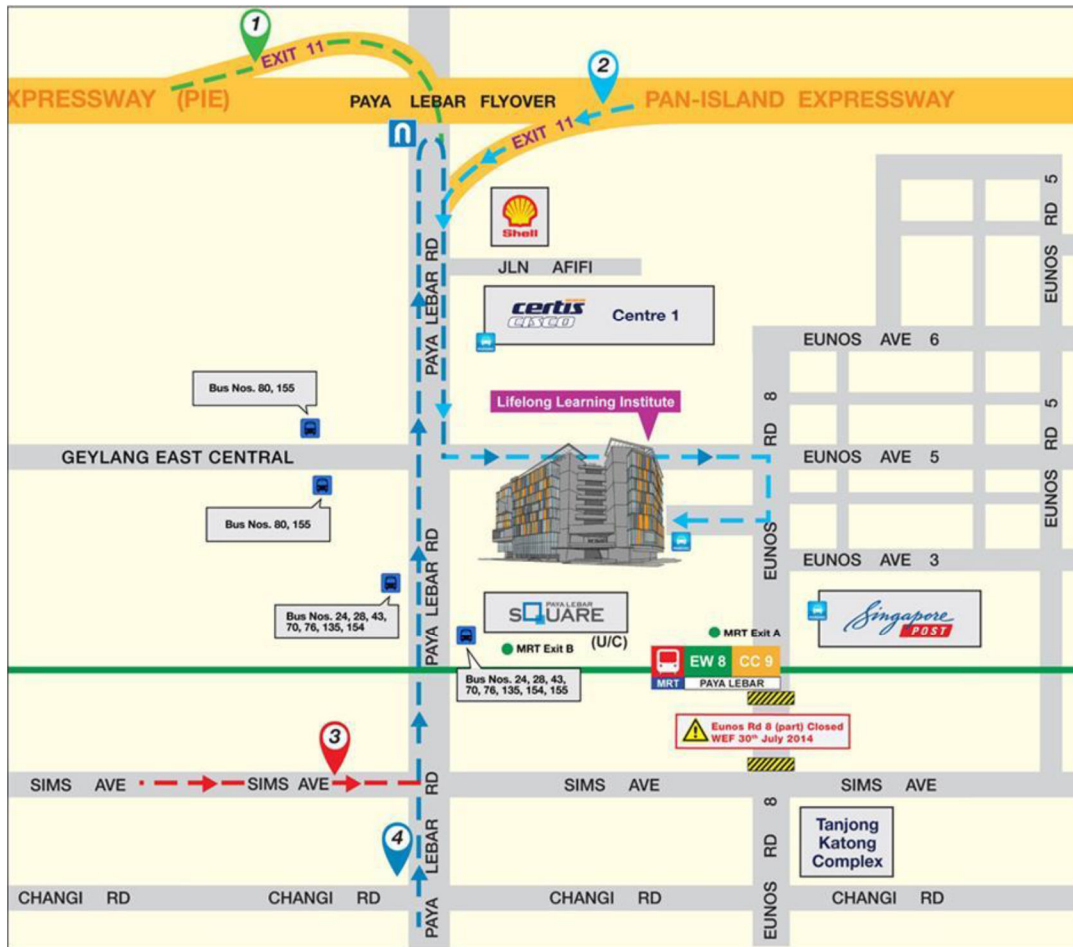 1
EXIT 11
2
XPRESSWAY (PIE)
PAYA LEBAR FLYOVER
PAN-ISLAND EXPRESSWAY
EXIT 11
Shell
JLN AFIFI
PAYA LEBAR RD
EUNOS RD 5
certis
CISCO
Centre 1
EUNOS AVE 6
Bus Nos. 80, 155
Lifelong Learning Institute
EUNOS RD 8
EUNOS RD 5
GEYLANG EAST CENTRAL
EUNOS AVE 5
Bus Nos. 80, 155
PAYA LEBAR RD
EUNOS AVE 3
Bus Nos. 24, 28, 43,
70, 76, 135, 154
PAYA LEBAR
SQUARE
(U/C)
Singapore
POST
MRT Exit B
MRT Exit A
EW 8
CC 9
MRT
PAYA LEBAR
Bus Nos. 24, 28, 43,
70, 76, 135, 154, 155
Eunos Rd 8 (part) Closed
WEF 30th July 2014
3
SIMS AVE
SIMS AVE
SIMS AVE
SIMS AVE
4
PAYA LEBAR RD
EUNOS RD 8
Tanjong
Katong
Complex
CHANGI RD
CHANGI RD
CHANGI RD
CHANGI RD